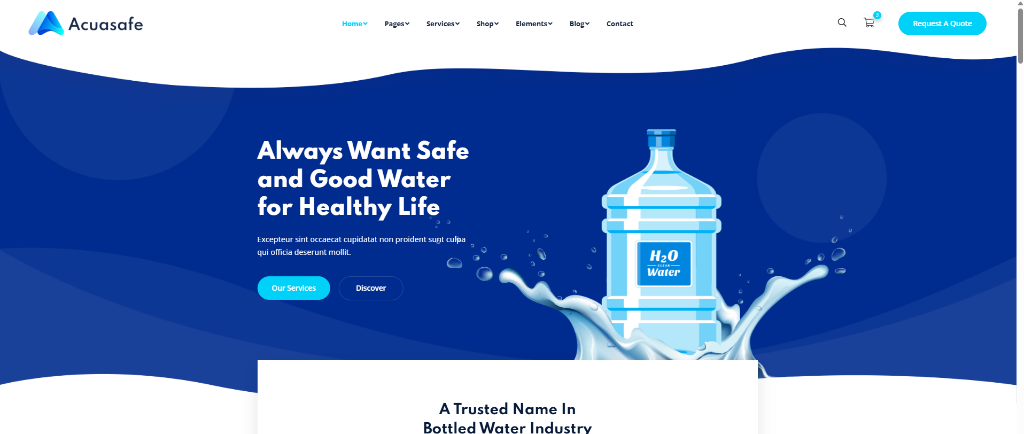 Acuasafe
Home Pages Services Shop Elements Blog Contact
Request A Quote
Always Want Safe
and Good Water
for Healthy Life
Excepteur sint occaecat cupidatat non proident sunt culpa
qui officia deserunt mollit.
Our Services Discover
H2O
Water
A Trusted Name In
Bottled Water Industry